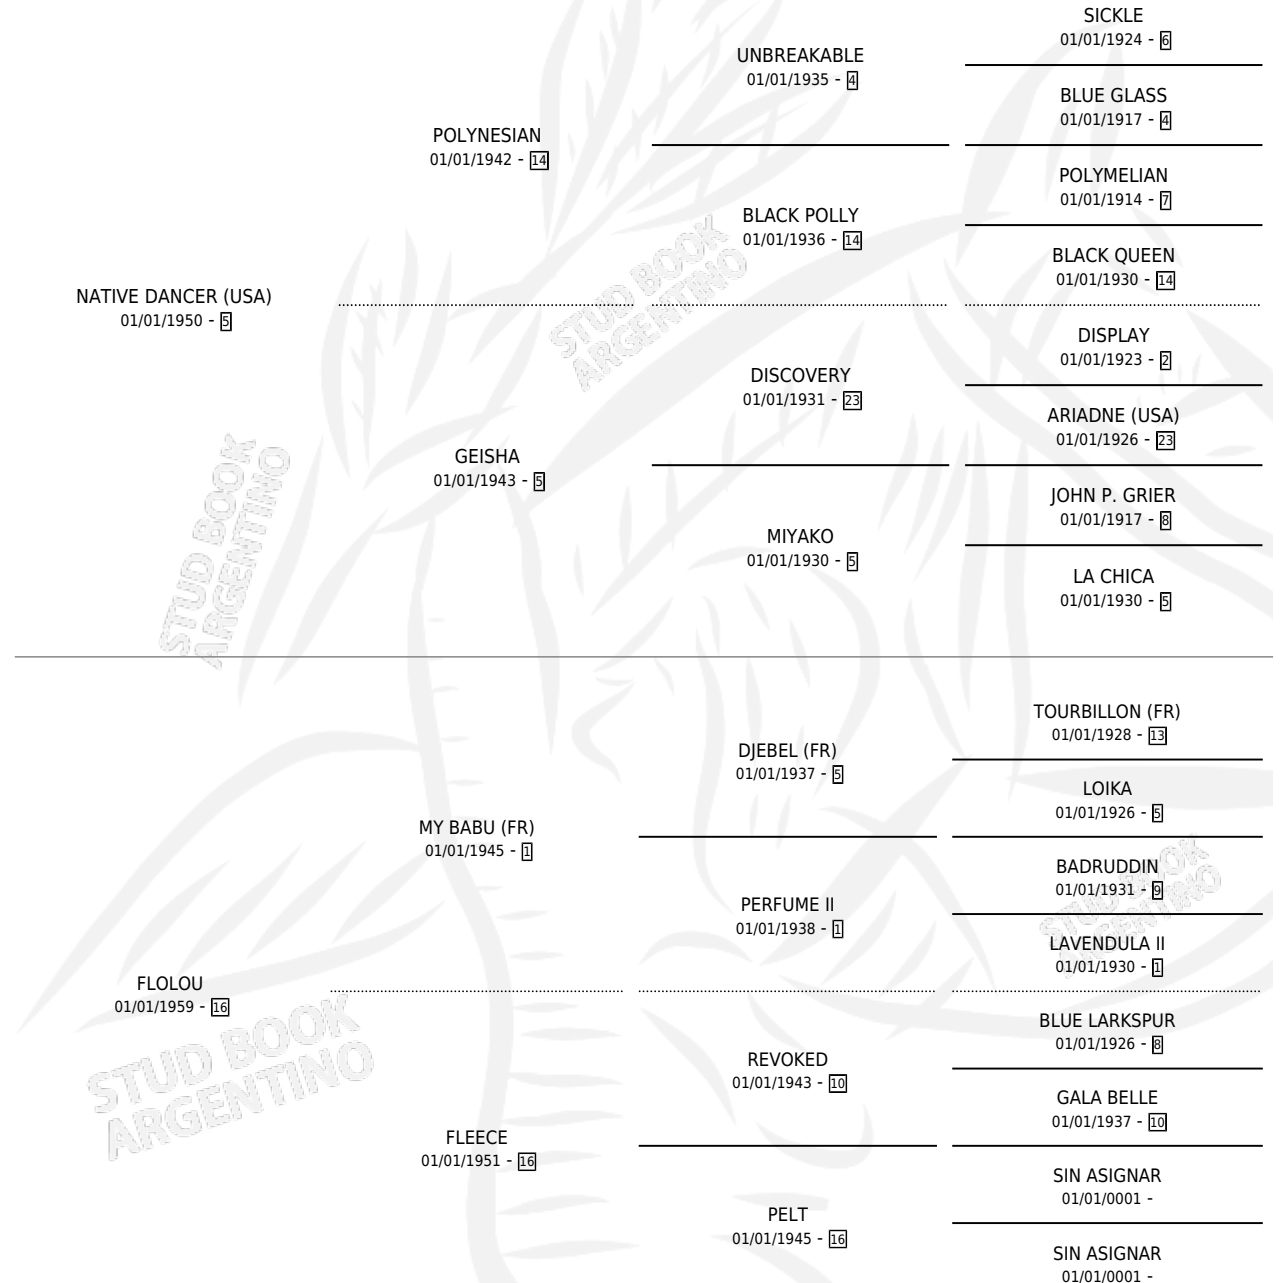 SICKLE
01/01/1924 - 6
UNBREAKABLE
01/01/1935 - 4
BLUE GLASS
01/01/1917 - 4
POLYNESIAN
01/01/1942 - 14
POLYMELIAN
01/01/1914 - 7
BLACK POLLY
01/01/1936 - 14
BLACK QUEEN
01/01/1930 - 14
NATIVE DANCER (USA)
01/01/1950 - 5
DISPLAY
01/01/1923 - 2
DISCOVERY
01/01/1931 - 23
ARIADNE (USA)
01/01/1926 - 23
GEISHA
01/01/1943 - 5
JOHN P. GRIER
01/01/1917 - 8
MIYAKO
01/01/1930 - 5
LA CHICA
01/01/1930 - 5
TOURBILLON (FR)
01/01/1928 - 13
DJEBEL (FR)
01/01/1937 - 5
LOIKA
01/01/1926 - 5
MY BABU (FR)
01/01/1945 - 1
BADRUDDIN
01/01/1931 - 9
PERFUME II
01/01/1938 - 1
LAVENDULA II
01/01/1930 - 1
FLOLOU
01/01/1959 - 16
BLUE LARKSPUR
01/01/1926 - 8
REVOKED
01/01/1943 - 10
GALA BELLE
01/01/1937 - 10
FLEECE
01/01/1951 - 16
SIN ASIGNAR
01/01/0001 -
PELT
01/01/1945 - 16
SIN ASIGNAR
01/01/0001 -
STUD BOOK
ARGENTINO
STUD BOOK
ARGENTINO
STUD BOOK
ARGENTINO
STUD BOOK
ARGENTINO